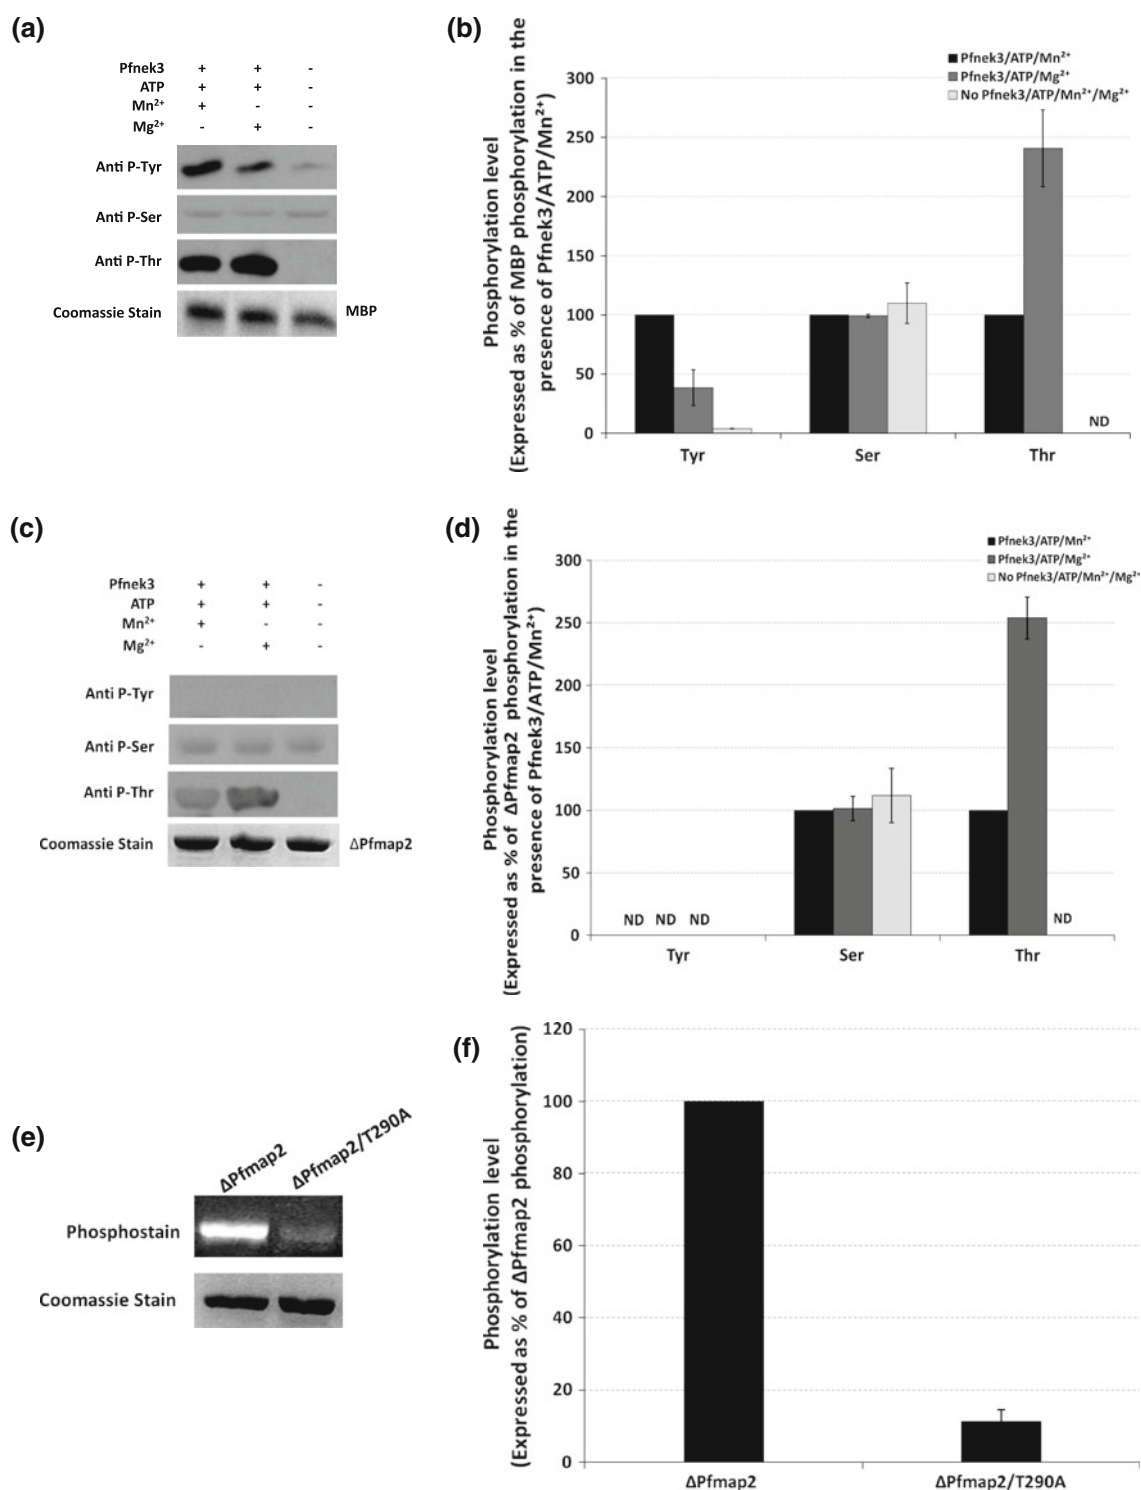 (a)
Pfnek3 + + -
ATP + + -
Mn²⁺ + - -
Mg²⁺ - + -
Anti P-Tyr
Anti P-Ser
Anti P-Thr
Coomassie Stain
MBP
(b)
Phosphorylation level
(Expressed as % of MBP phosphorylation in the
presence of Pfnek3/ATP/Mn²⁺)
Pfnek3/ATP/Mn²⁺
Pfnek3/ATP/Mg²⁺
No Pfnek3/ATP/Mn²⁺/Mg²⁺
300
250
200
150
100
50
0
ND
Tyr
Ser
Thr
(c)
Pfnek3 + + -
ATP + + -
Mn²⁺ + - -
Mg²⁺ - + -
Anti P-Tyr
Anti P-Ser
Anti P-Thr
Coomassie Stain
ΔPfmap2
(d)
Phosphorylation level
(Expressed as % of ΔPfmap2 phosphorylation in the
presence of Pfnek3/ATP/Mn²⁺)
Pfnek3/ATP/Mn²⁺
Pfnek3/ATP/Mg²⁺
No Pfnek3/ATP/Mn²⁺/Mg²⁺
300
250
200
150
100
50
0
ND ND ND
ND
Tyr
Ser
Thr
(e)
ΔPfmap2
ΔPfmap2/T290A
Phosphostain
Coomassie Stain
(f)
Phosphorylation level
(Expressed as % of ΔPfmap2 phosphorylation)
120
100
80
60
40
20
0
ΔPfmap2
ΔPfmap2/T290A